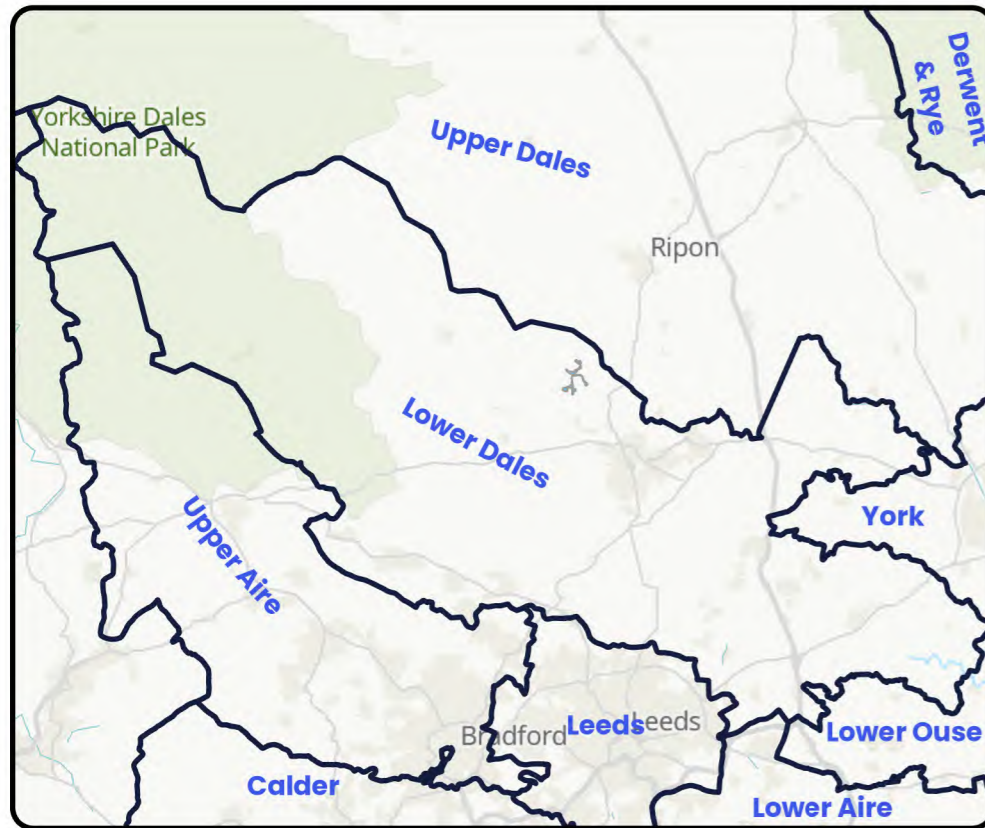 Derwent
& Rye
Yorkshire Dales
National Park
Upper Dales
Ripon
Lower Dales
York
Upper Aire
Bradford
Leeds
Leeds
Lower Ouse
Calder
Lower Aire